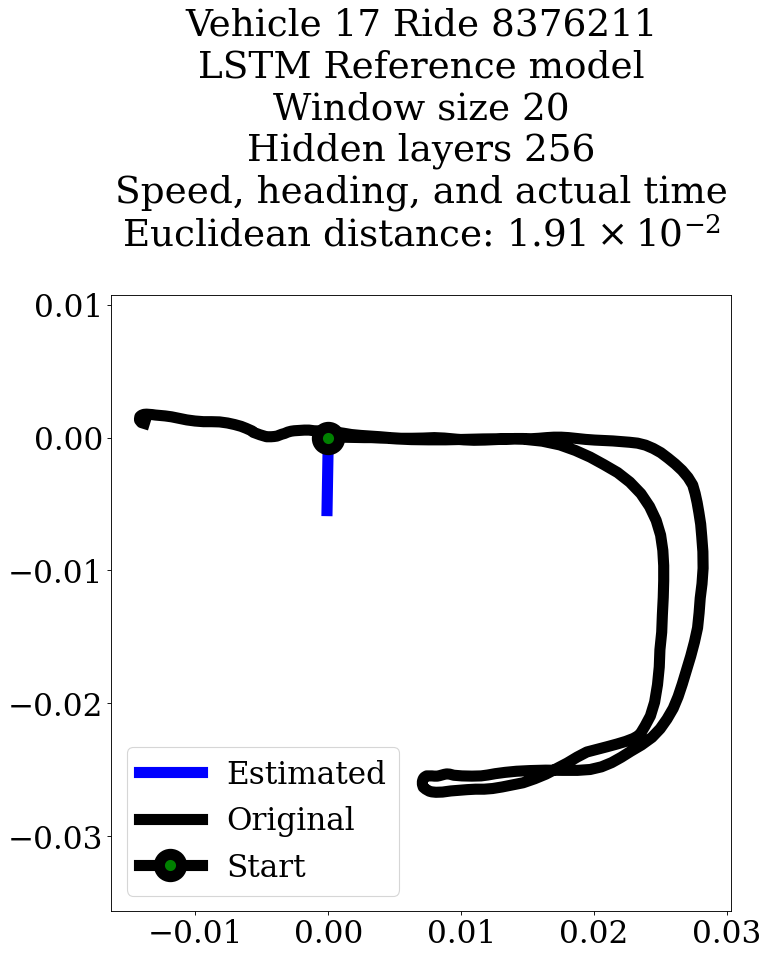 Vehicle 17 Ride 8376211
LSTM Reference model
Window size 20
Hidden layers 256
Speed, heading, and actual time
Euclidean distance: 1.91 × 10⁻²
0.01
0.00
−0.01
−0.02
−0.03
Estimated
Original
Start
−0.01 0.00 0.01 0.02 0.03